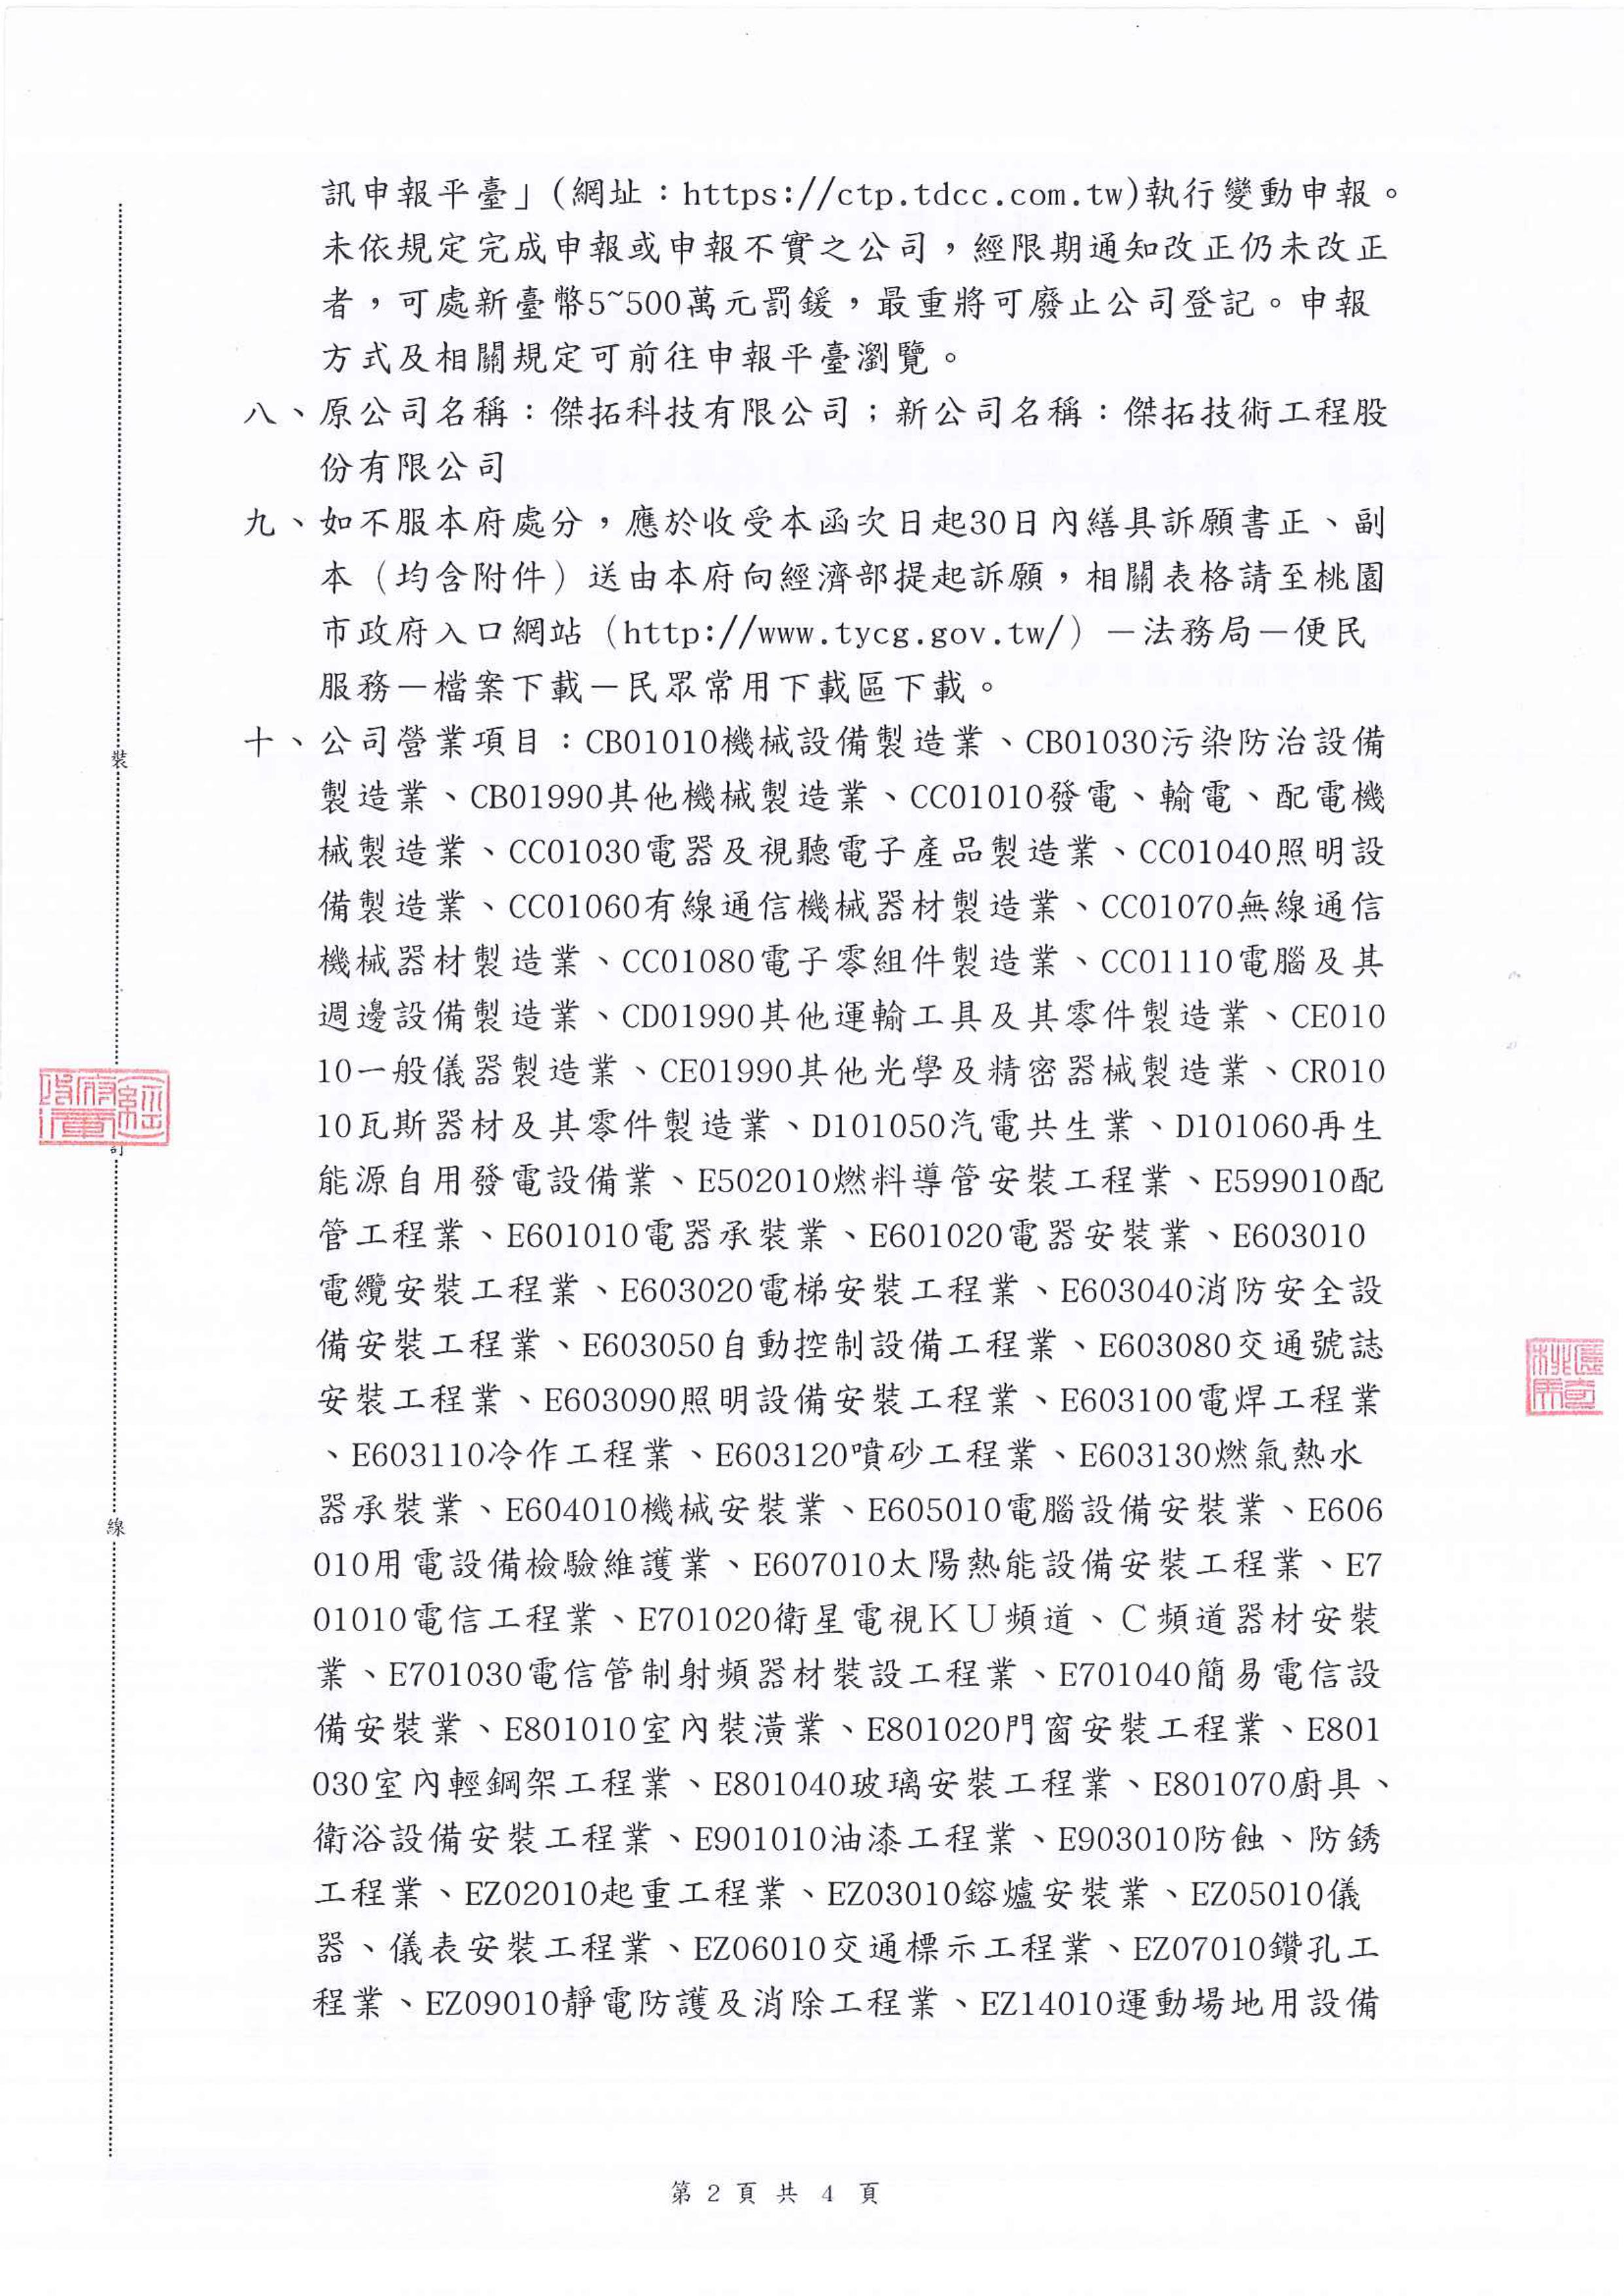 訊申報平臺」(網址：https://ctp.tdcc.com.tw)執行變動申報。
未依規定完成申報或申報不實之公司，經限期通知改正仍未改正
者，可處新臺幣5~500萬元罰鍰，最重將可廢止公司登記。申報
方式及相關規定可前往申報平臺瀏覽。
八、原公司名稱：傑拓科技有限公司；新公司名稱：傑拓技術工程股
份有限公司
九、如不服本府處分，應於收受本函次日起30日內繕具訴願書正、副
本（均含附件）送由本府向經濟部提起訴願，相關表格請至桃園
市政府入口網站（http://www.tycg.gov.tw/）－法務局－便民
服務－檔案下載－民眾常用下載區下載。
十、公司營業項目：CB01010機械設備製造業、CB01030污染防治設備
製造業、CB01990其他機械製造業、CC01010發電、輸電、配電機
械製造業、CC01030電器及視聽電子產品製造業、CC01040照明設
備製造業、CC01060有線通信機械器材製造業、CC01070無線通信
機械器材製造業、CC01080電子零組件製造業、CC01110電腦及其
週邊設備製造業、CD01990其他運輸工具及其零件製造業、CE010
10一般儀器製造業、CE01990其他光學及精密器械製造業、CR010
10瓦斯器材及其零件製造業、D101050汽電共生業、D101060再生
能源自用發電設備業、E502010燃料導管安裝工程業、E599010配
管工程業、E601010電器承裝業、E601020電器安裝業、E603010
電纜安裝工程業、E603020電梯安裝工程業、E603040消防安全設
備安裝工程業、E603050自動控制設備工程業、E603080交通號誌
安裝工程業、E603090照明設備安裝工程業、E603100電焊工程業
、E603110冷作工程業、E603120噴砂工程業、E603130燃氣熱水
器承裝業、E604010機械安裝業、E605010電腦設備安裝業、E606
010用電設備檢驗維護業、E607010太陽熱能設備安裝工程業、E7
01010電信工程業、E701020衛星電視ＫＵ頻道、Ｃ頻道器材安裝
業、E701030電信管制射頻器材裝設工程業、E701040簡易電信設
備安裝業、E801010室內裝潢業、E801020門窗安裝工程業、E801
030室內輕鋼架工程業、E801040玻璃安裝工程業、E801070廚具、
衛浴設備安裝工程業、E901010油漆工程業、E903010防蝕、防銹
工程業、EZ02010起重工程業、EZ03010鎔爐安裝業、EZ05010儀
器、儀表安裝工程業、EZ06010交通標示工程業、EZ07010鑽孔工
程業、EZ09010靜電防護及消除工程業、EZ14010運動場地用設備
裝
訂
線
第 2 頁 共 4 頁